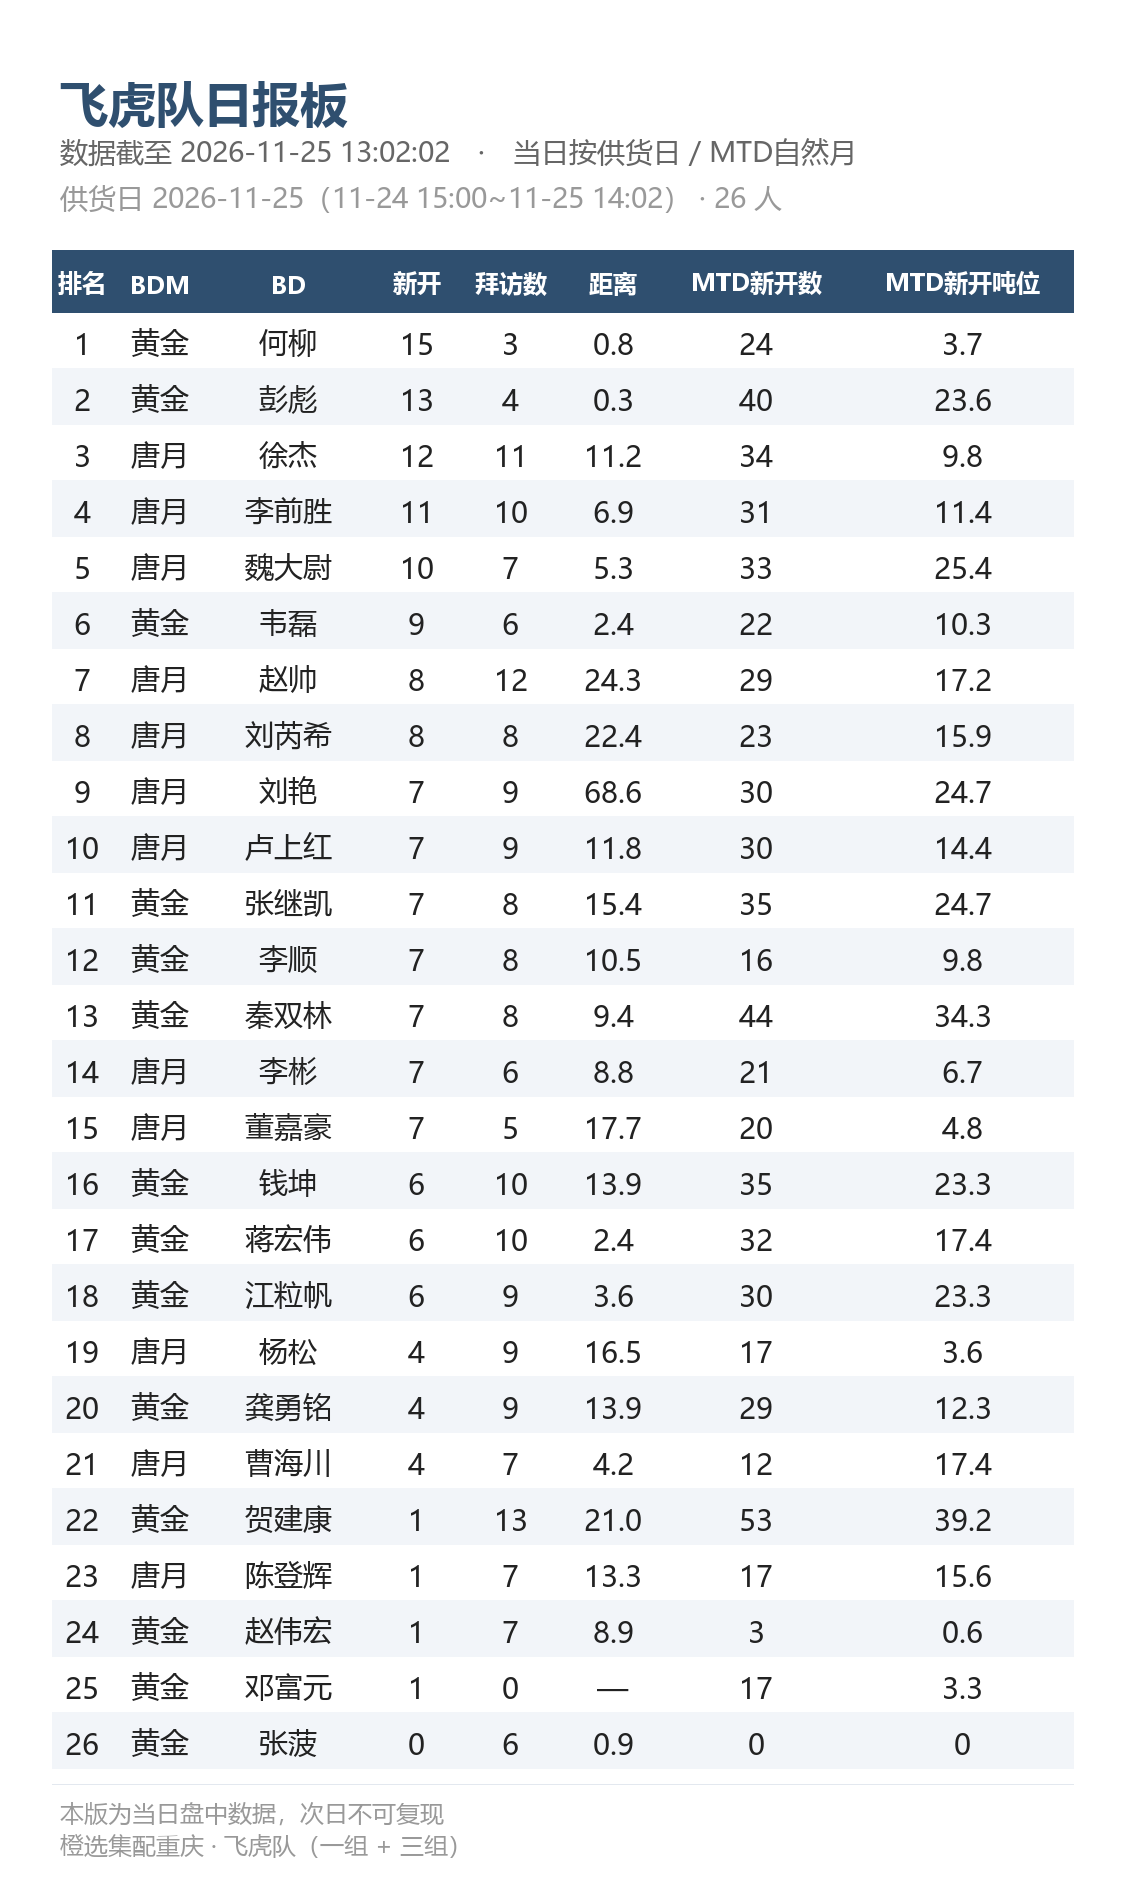 飞虎队日报板
数据截至 2026-11-25 13:02:02 · 当日按供货日 / MTD自然月
供货日 2026-11-25（11-24 15:00~11-25 14:02） · 26 人
排名 BDM BD 新开 拜访数 距离 MTD新开数 MTD新开吨位
1 黄金 何柳 15 3 0.8 24 3.7
2 黄金 彭彪 13 4 0.3 40 23.6
3 唐月 徐杰 12 11 11.2 34 9.8
4 唐月 李前胜 11 10 6.9 31 11.4
5 唐月 魏大尉 10 7 5.3 33 25.4
6 黄金 韦磊 9 6 2.4 22 10.3
7 唐月 赵帅 8 12 24.3 29 17.2
8 唐月 刘芮希 8 8 22.4 23 15.9
9 唐月 刘艳 7 9 68.6 30 24.7
10 唐月 卢上红 7 9 11.8 30 14.4
11 黄金 张继凯 7 8 15.4 35 24.7
12 黄金 李顺 7 8 10.5 16 9.8
13 黄金 秦双林 7 8 9.4 44 34.3
14 唐月 李彬 7 6 8.8 21 6.7
15 唐月 董嘉豪 7 5 17.7 20 4.8
16 黄金 钱坤 6 10 13.9 35 23.3
17 黄金 蒋宏伟 6 10 2.4 32 17.4
18 黄金 江粒帆 6 9 3.6 30 23.3
19 唐月 杨松 4 9 16.5 17 3.6
20 黄金 龚勇铭 4 9 13.9 29 12.3
21 唐月 曹海川 4 7 4.2 12 17.4
22 黄金 贺建康 1 13 21.0 53 39.2
23 唐月 陈登辉 1 7 13.3 17 15.6
24 黄金 赵伟宏 1 7 8.9 3 0.6
25 黄金 邓富元 1 0 — 17 3.3
26 黄金 张菠 0 6 0.9 0 0
本版为当日盘中数据，次日不可复现
橙选集配重庆 · 飞虎队（一组 + 三组）